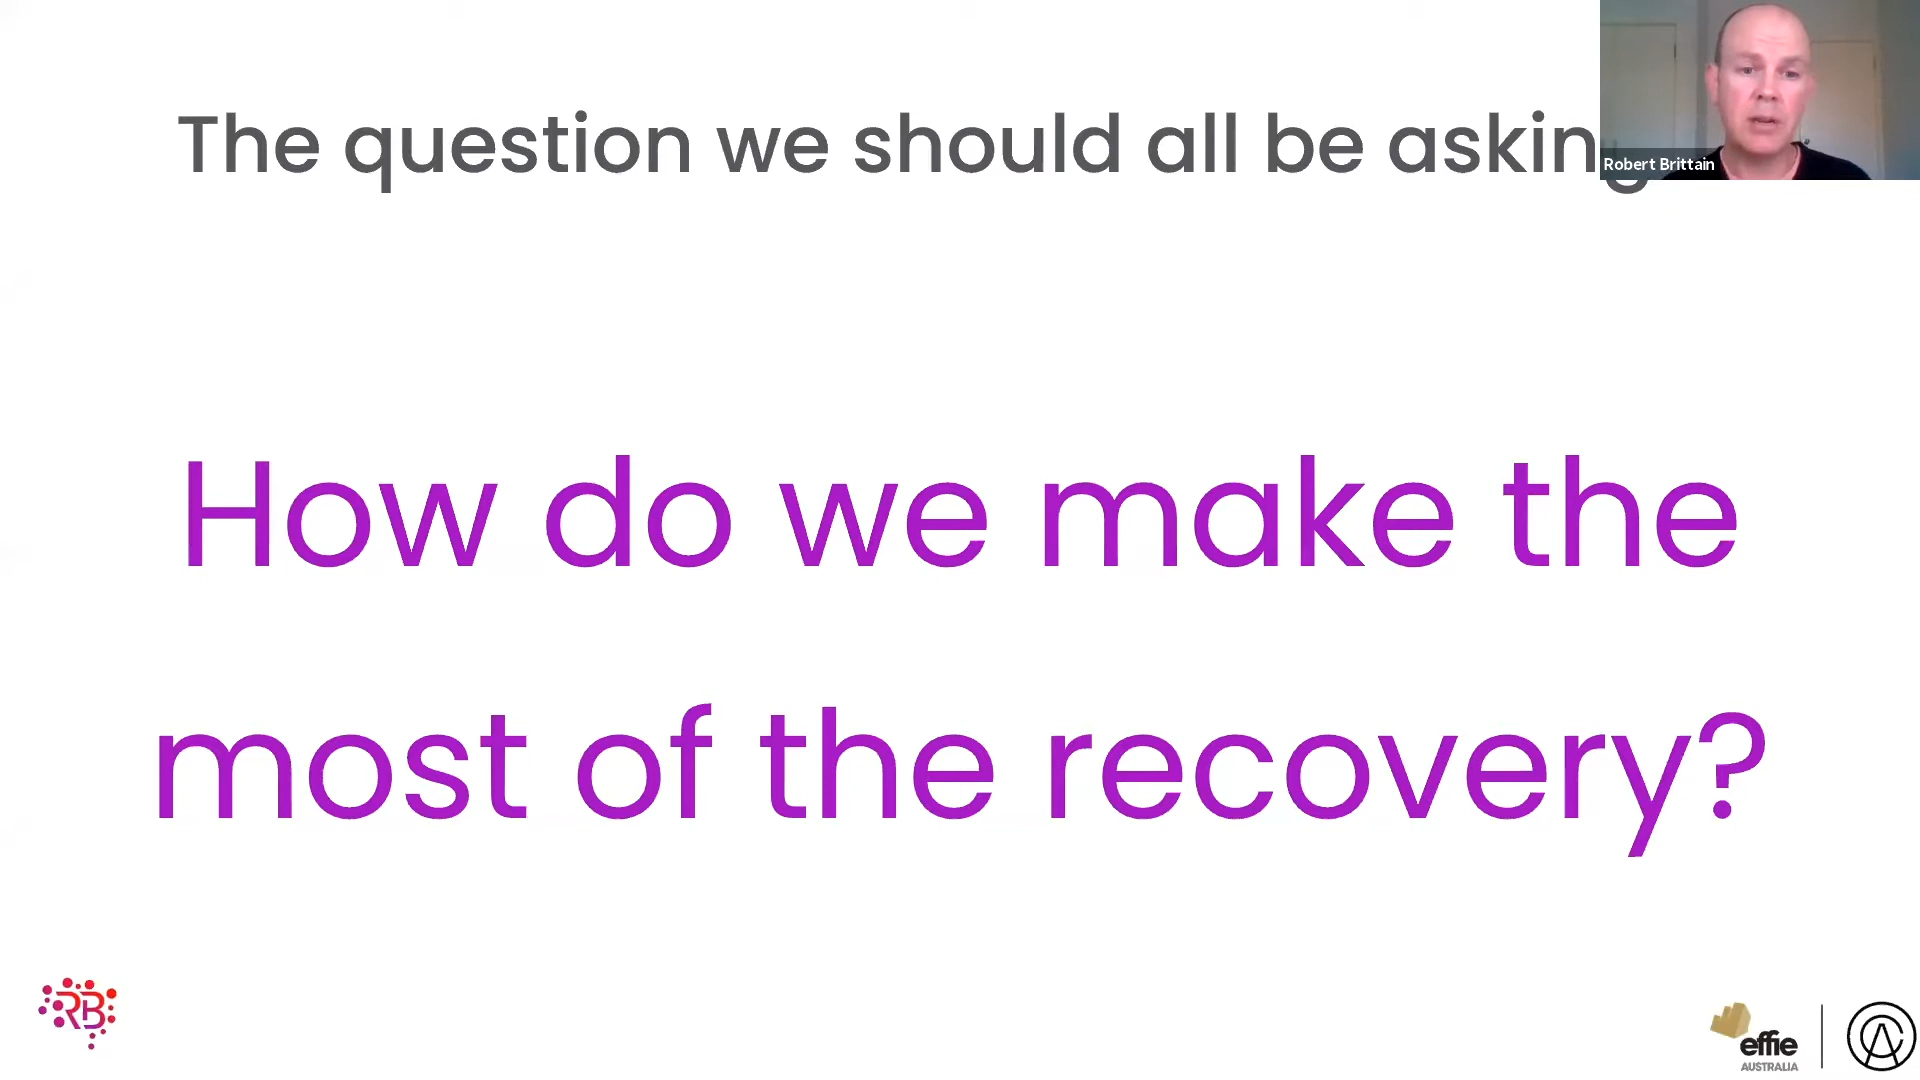 The question we should all be asking
Robert Brittain
How do we make the
most of the recovery?
RB
effie
AUSTRALIA